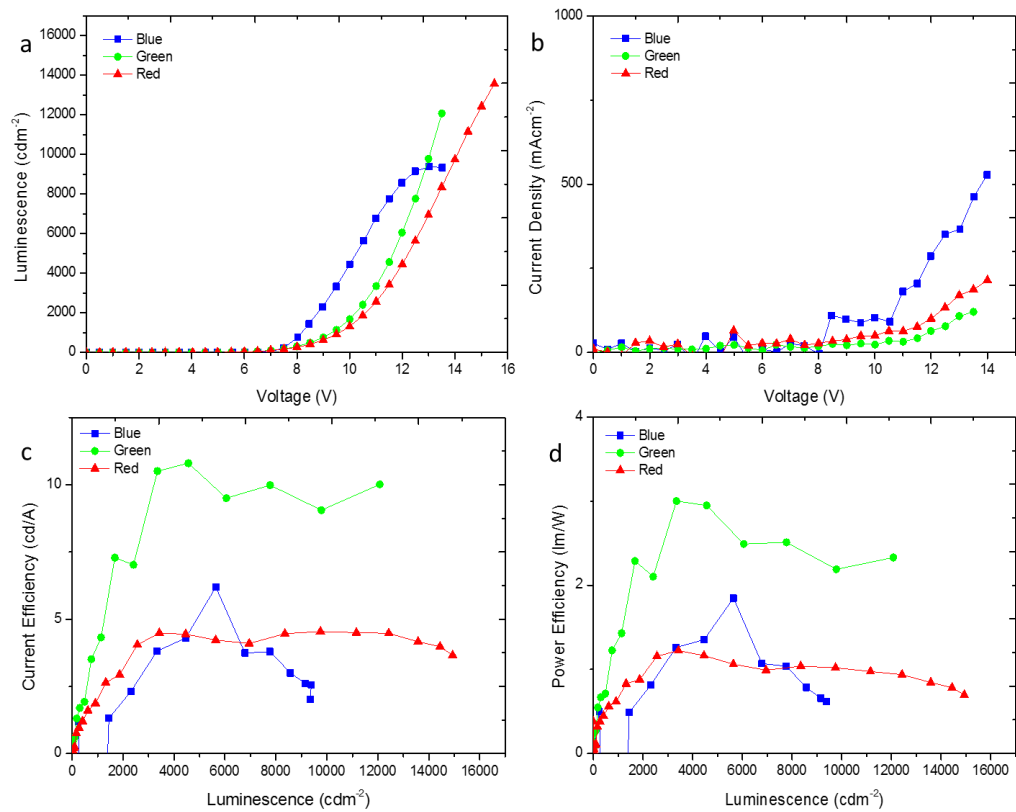 a
Blue
Green
Red
16000
14000
12000
10000
8000
6000
4000
2000
0
Luminescence (cdm⁻²)
0 2 4 6 8 10 12 14 16
Voltage (V)
b
Blue
Green
Red
1000
500
0
Current Density (mAcm⁻²)
0 2 4 6 8 10 12 14
Voltage (V)
c
Blue
Green
Red
10
5
0
Current Efficiency (cd/A)
0 2000 4000 6000 8000 10000 12000 14000 16000
Luminescence (cdm⁻²)
d
Blue
Green
Red
4
2
0
Power Efficiency (lm/W)
0 2000 4000 6000 8000 10000 12000 14000 16000
Luminescence (cdm⁻²)